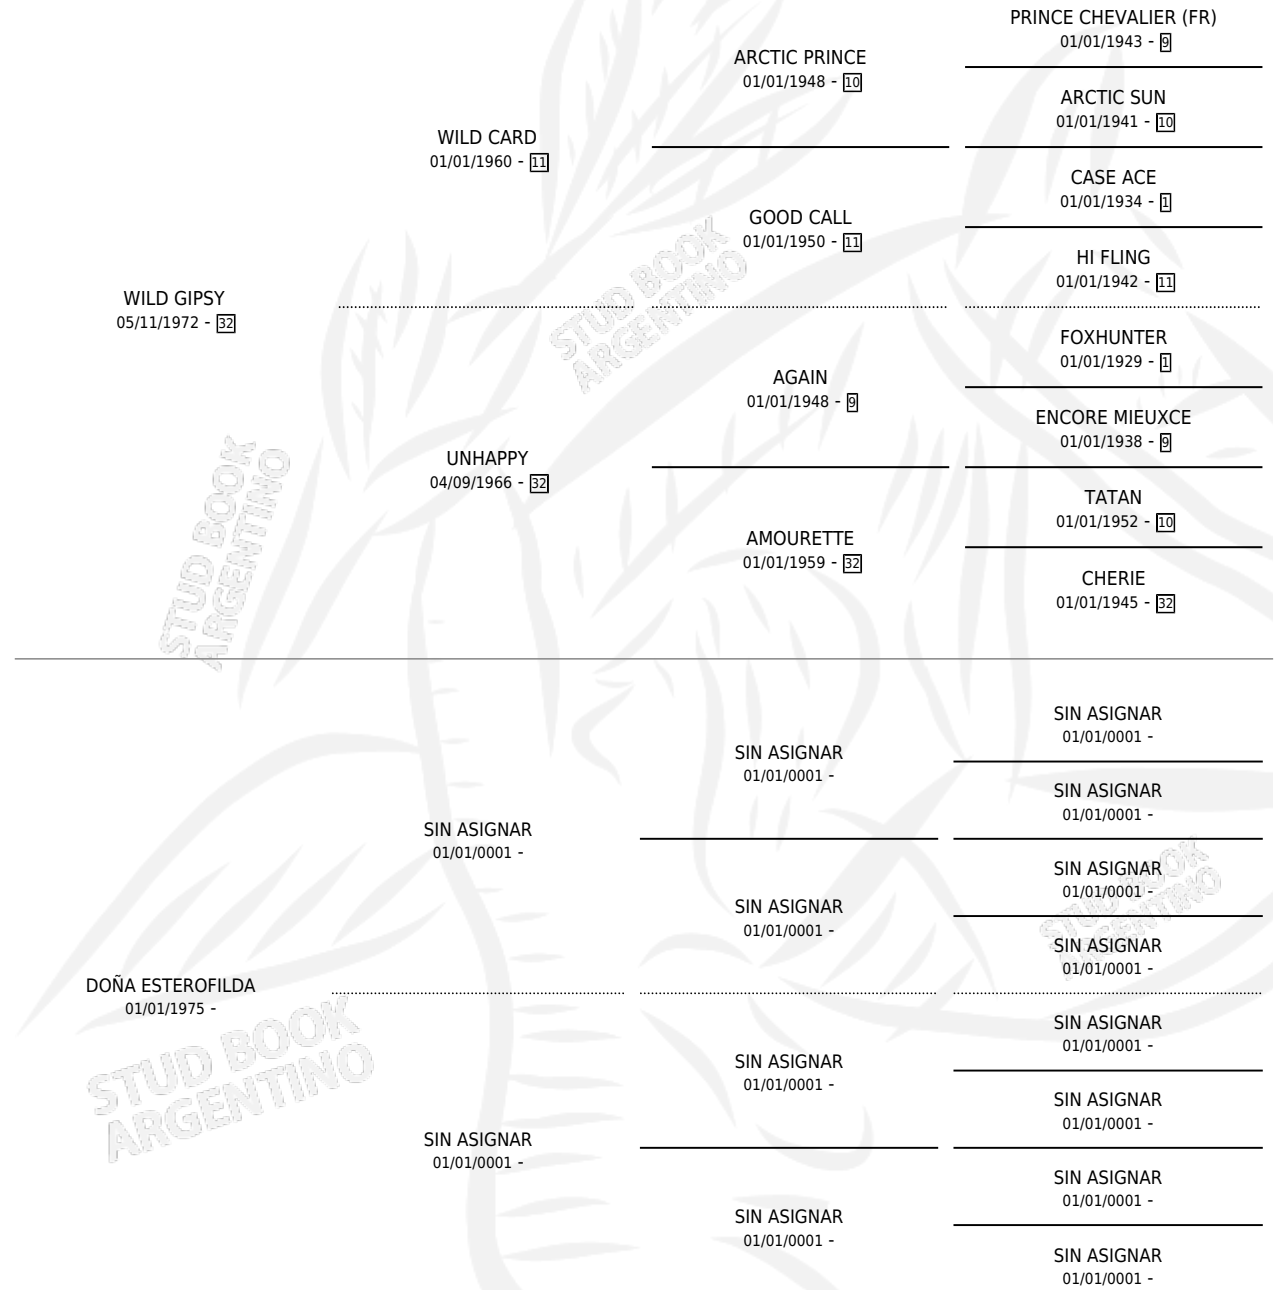 PRINCE CHEVALIER (FR)
01/01/1943 - 9
ARCTIC PRINCE
01/01/1948 - 10
ARCTIC SUN
01/01/1941 - 10
WILD CARD
01/01/1960 - 11
CASE ACE
01/01/1934 - 1
GOOD CALL
01/01/1950 - 11
HI FLING
01/01/1942 - 11
WILD GIPSY
05/11/1972 - 32
STUD BOOK
ARGENTINO
FOXHUNTER
01/01/1929 - 1
AGAIN
01/01/1948 - 9
ENCORE MIEUXCE
01/01/1938 - 9
UNHAPPY
04/09/1966 - 32
TATAN
01/01/1952 - 10
AMOURETTE
01/01/1959 - 32
CHERIE
01/01/1945 - 32
STUD BOOK
ARGENTINO
SIN ASIGNAR
01/01/0001 -
SIN ASIGNAR
01/01/0001 -
SIN ASIGNAR
01/01/0001 -
SIN ASIGNAR
01/01/0001 -
SIN ASIGNAR
01/01/0001 -
SIN ASIGNAR
01/01/0001 -
SIN ASIGNAR
01/01/0001 -
STUD BOOK
ARGENTINO
DOÑA ESTEROFILDA
01/01/1975 -
SIN ASIGNAR
01/01/0001 -
SIN ASIGNAR
01/01/0001 -
SIN ASIGNAR
01/01/0001 -
SIN ASIGNAR
01/01/0001 -
SIN ASIGNAR
01/01/0001 -
SIN ASIGNAR
01/01/0001 -
SIN ASIGNAR
01/01/0001 -
STUD BOOK
ARGENTINO